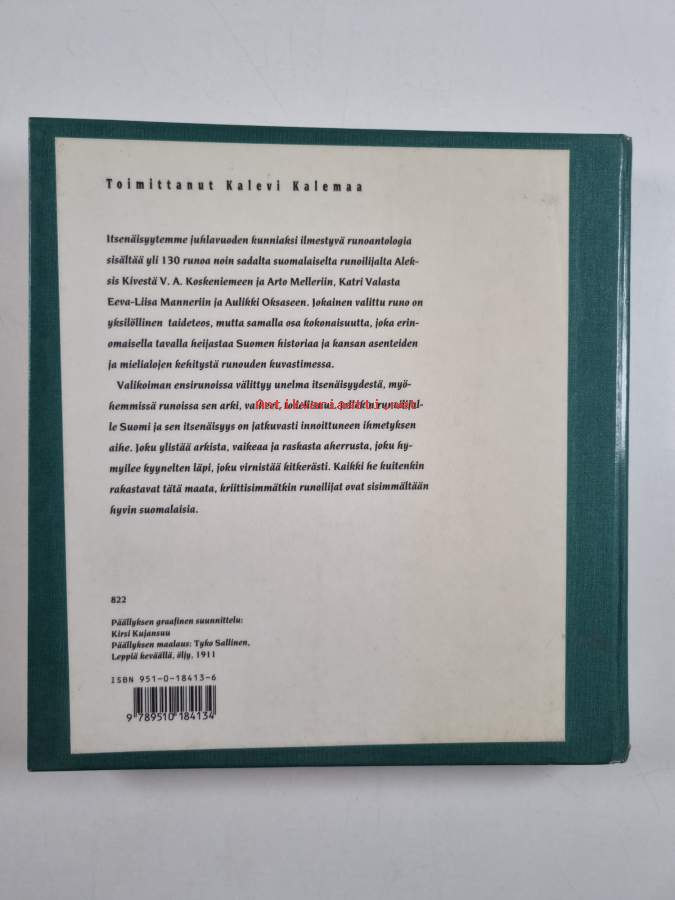 Toimittanut Kalevi Kalemaa
Itsenäisyytemme juhlavuoden kunniaksi ilmestyvä runoantologia
sisältää yli 130 runoa noin sadalta suomalaiselta runoilijalta Alek-
sis Kivestä V. A. Koskeniemeen ja Arto Melleriin, Katri Valasta
Eeva-Liisa Manneriin ja Aulikki Oksaseen. Jokainen valittu runo on
yksilöllinen taideteos, mutta samalla osa kokonaisuutta, joka erin-
omaisella tavalla heijastaa Suomen historiaa ja kansan asenteiden
ja mielialojen kehitystä runouden kuvastimessa.
Valikoiman ensirunoissa välittyy unelma itsenäisyydestä, myö-
hemmissä runoissa sen arki, vaiheet, runoilijal-
le Suomi ja sen itsenäisyys on jatkuvasti innoittuneen ihmetyksen
aihe. Joku ylistää arkista, vaikeaa ja raskasta aherrusta, joku hy-
myilee kyynelten läpi, joku virnistää kitkerästi. Kaikki he kuitenkin
rakastavat tätä maata, kriittisimmätkin runoilijat ovat sisimmältään
hyvin suomalaisia.
822
Päällyksen graafinen suunnittelu:
Kirsi Kujansuu
Päällyksen maalaus: Tyko Sallinen,
Leppiä keväällä, öljy, 1911
ISBN 951-0-18413-6
9 789510 184134